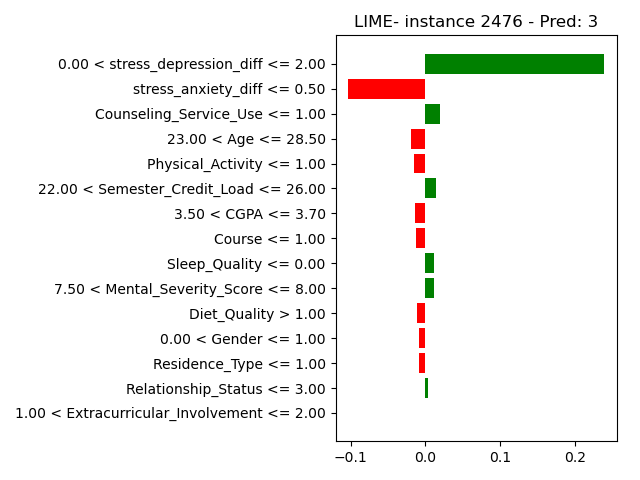 LIME- instance 2476 - Pred: 3
0.00 < stress_depression_diff <= 2.00
stress_anxiety_diff <= 0.50
Counseling_Service_Use <= 1.00
23.00 < Age <= 28.50
Physical_Activity <= 1.00
22.00 < Semester_Credit_Load <= 26.00
3.50 < CGPA <= 3.70
Course <= 1.00
Sleep_Quality <= 0.00
7.50 < Mental_Severity_Score <= 8.00
Diet_Quality > 1.00
0.00 < Gender <= 1.00
Residence_Type <= 1.00
Relationship_Status <= 3.00
1.00 < Extracurricular_Involvement <= 2.00
−0.1 0.0 0.1 0.2